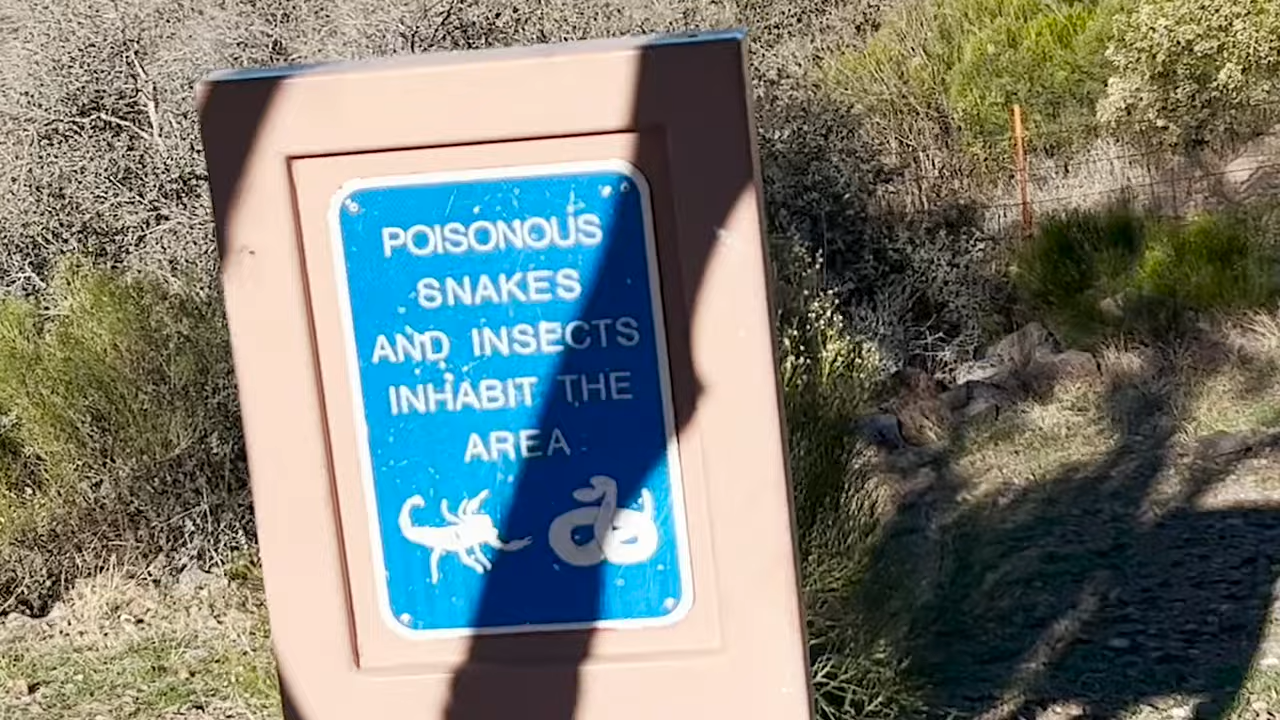 POISONOUS
SNAKES
AND INSECTS
INHABIT THE
AREA